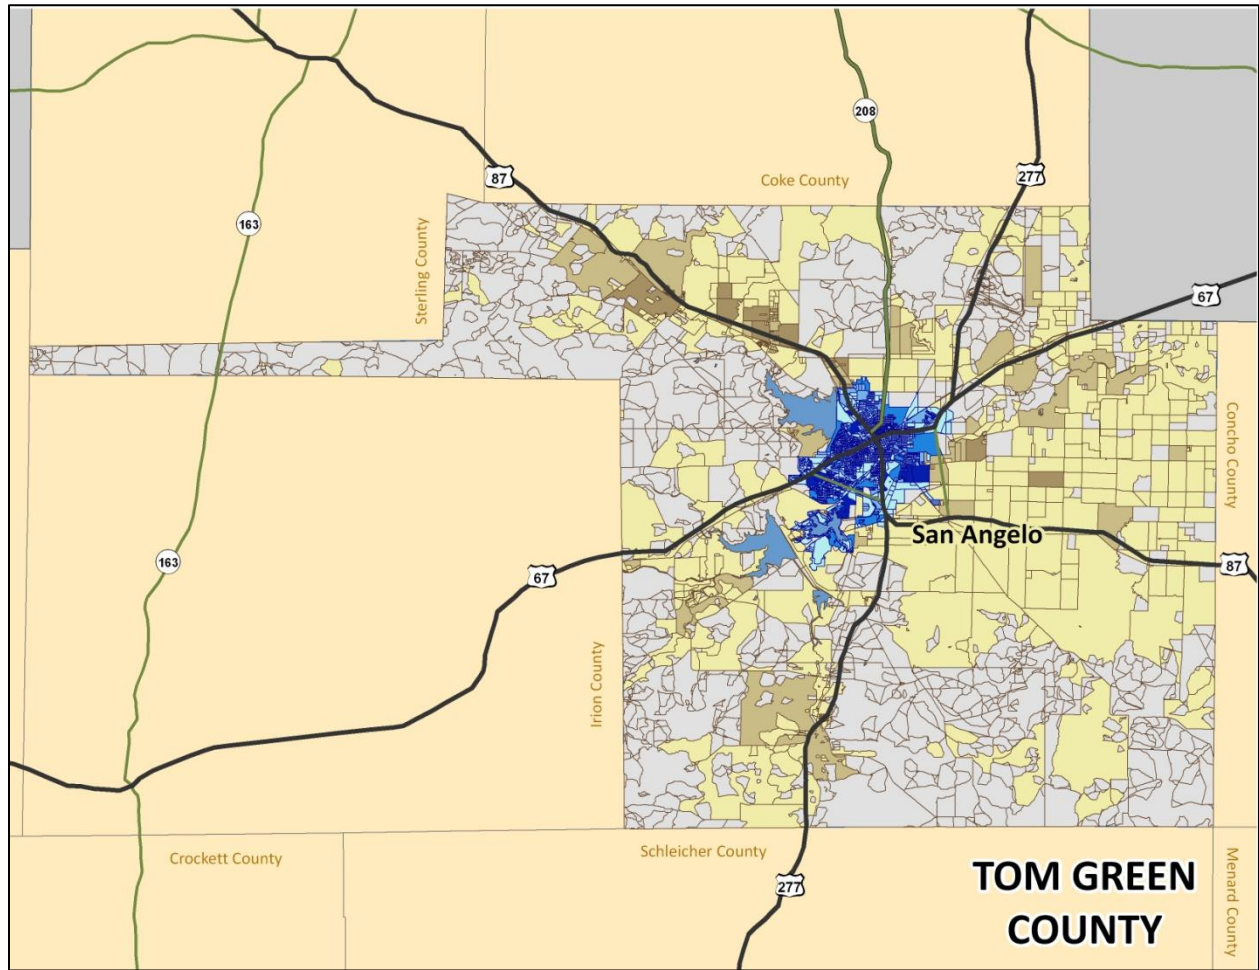 208
87
277
Coke County
163
Sterling County
67
Concho County
San Angelo
163
67
87
Irion County
Crockett County
Schleicher County
277
TOM GREEN
COUNTY
Menard County